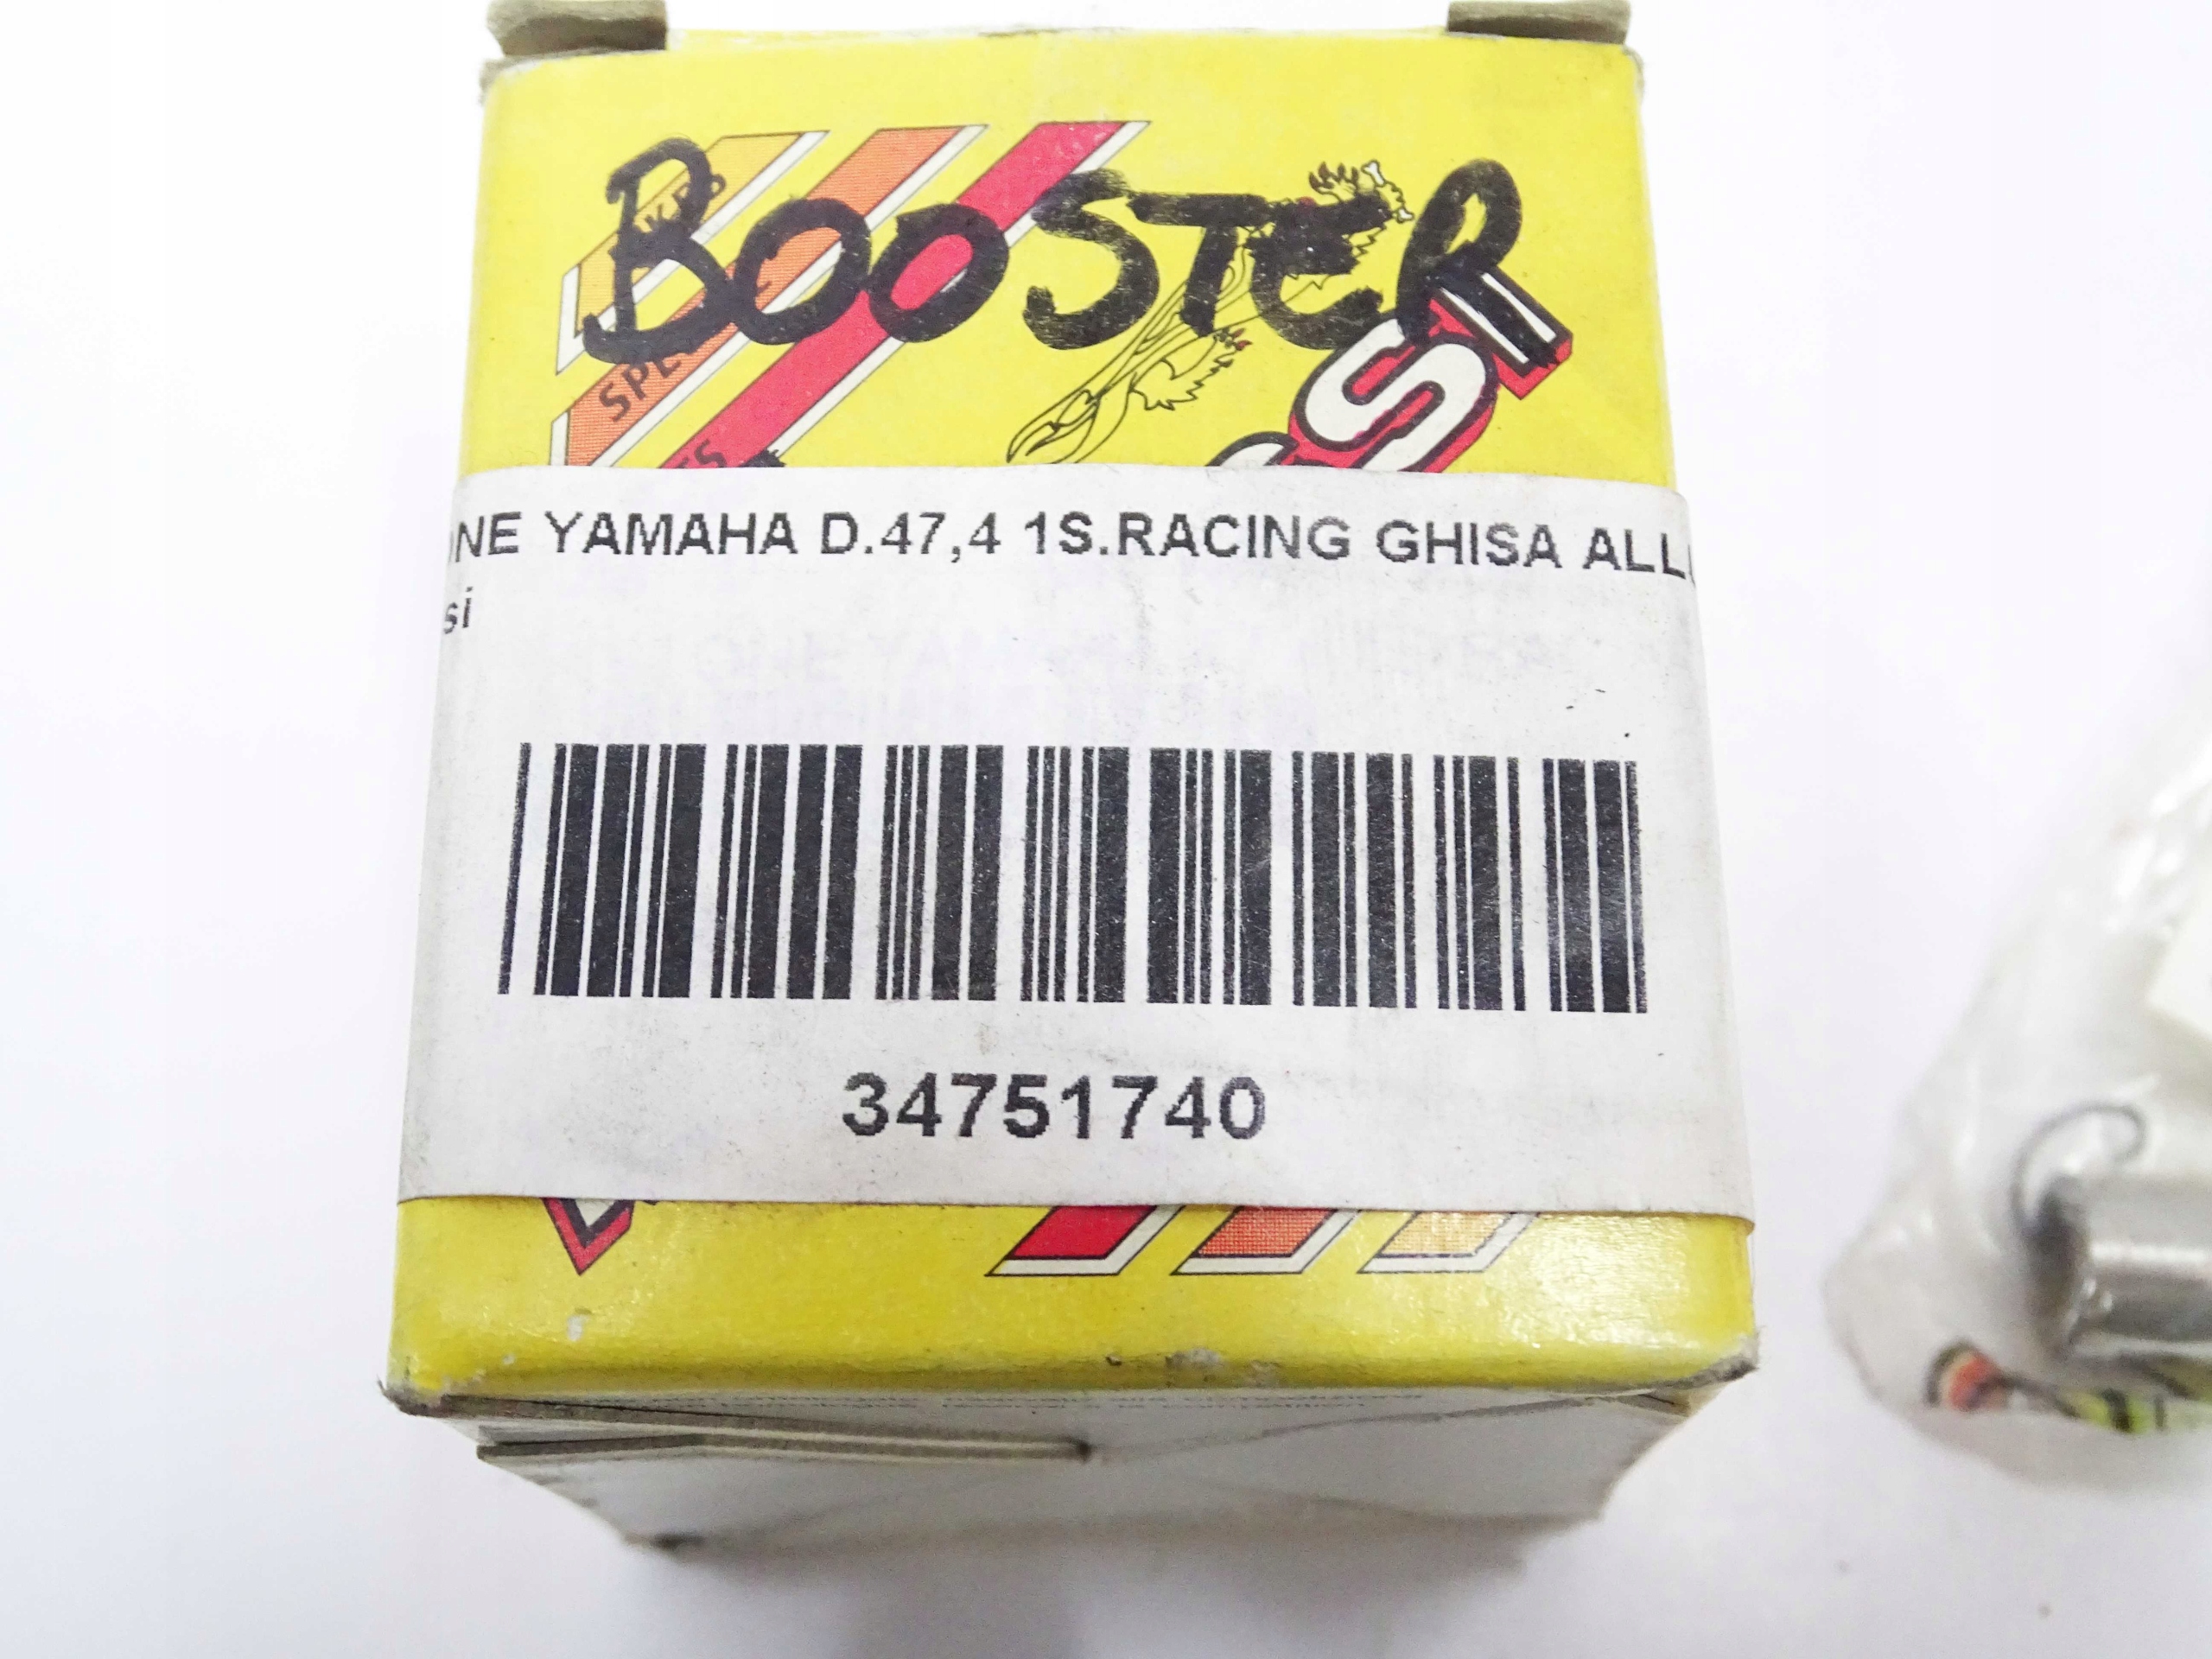 BOOSTER
NE YAMAHA D.47,4 1S.RACING GHISA ALL
si
34751740